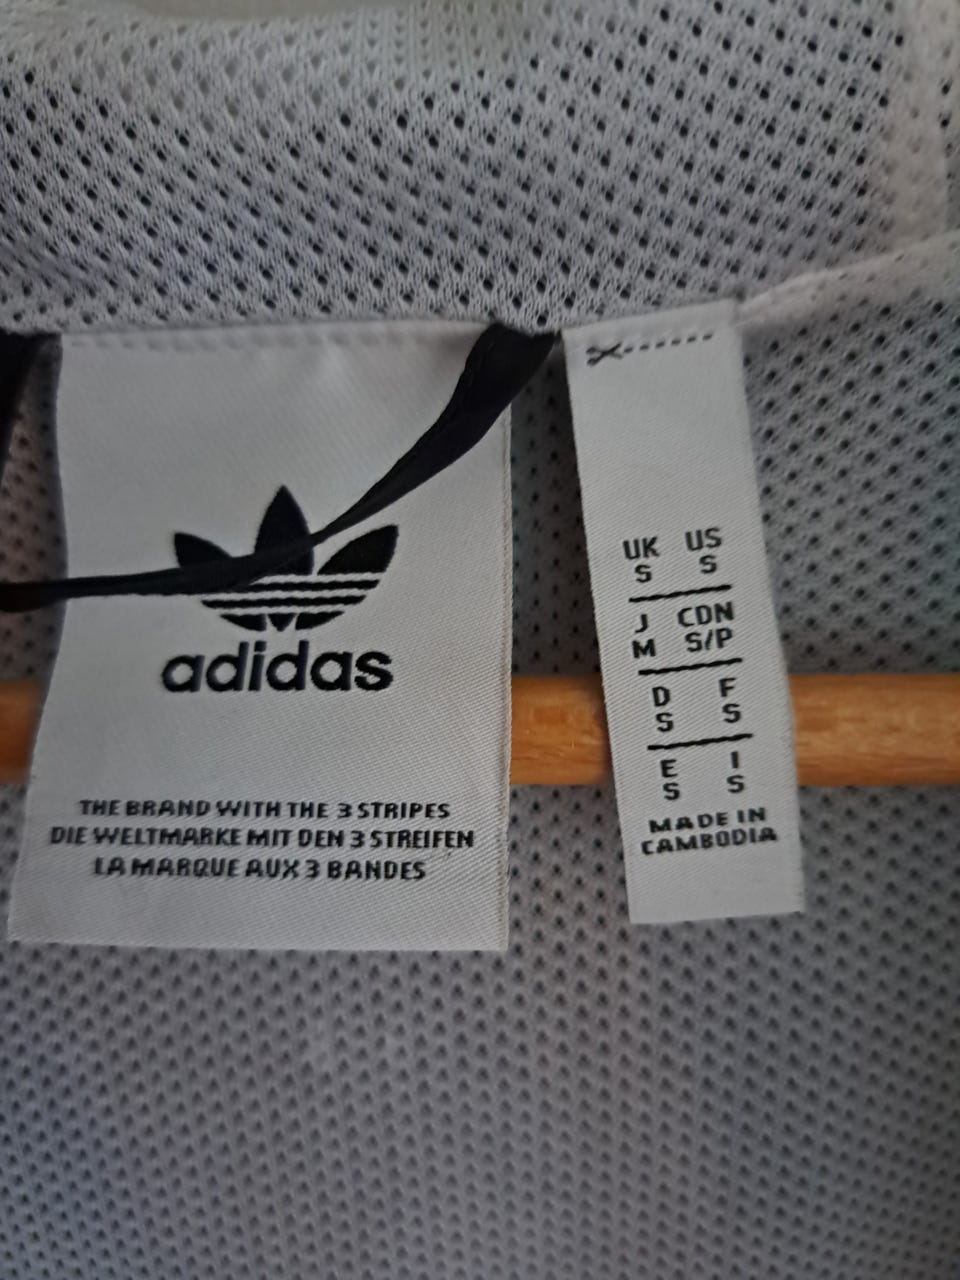 adidas
THE BRAND WITH THE 3 STRIPES
DIE WELTMARKE MIT DEN 3 STREIFEN
LA MARQUE AUX 3 BANDES
UK US
S S
J CDN
M S/P
D F
S S
E I
S S
MADE IN
CAMBODIA